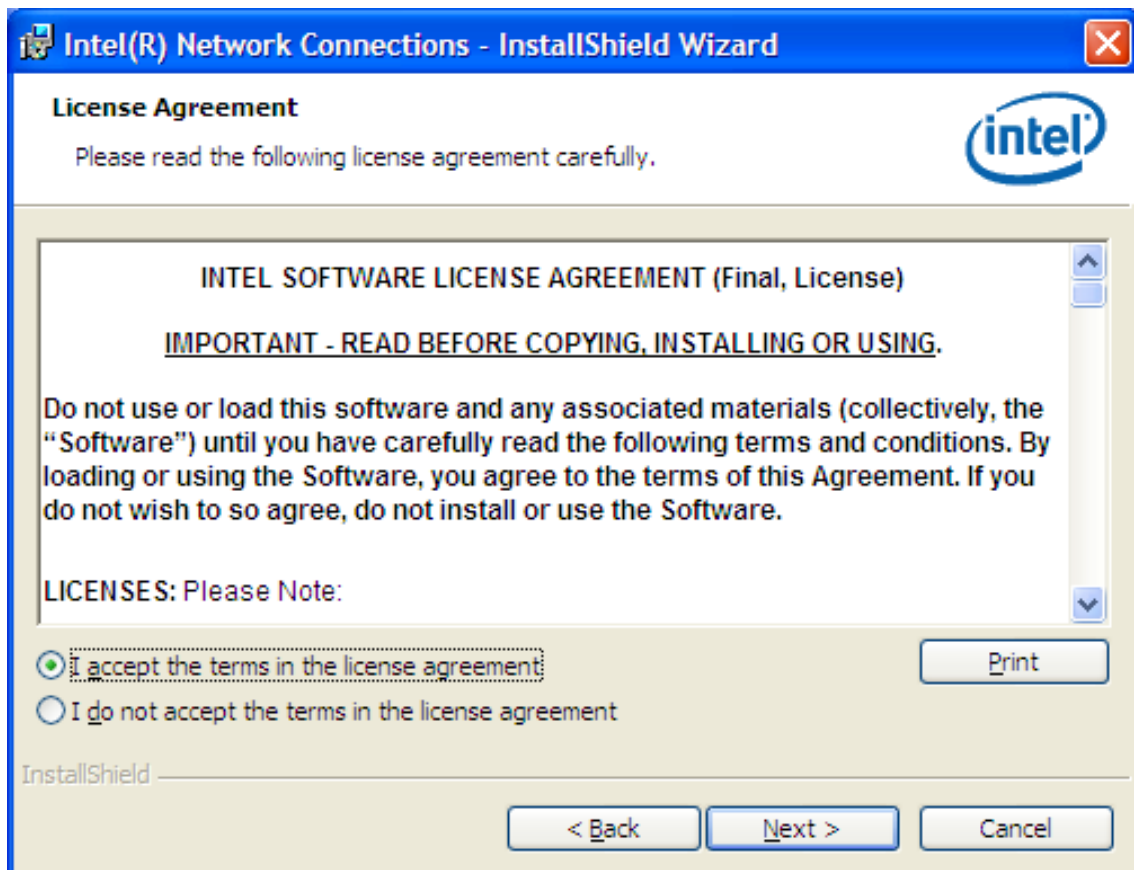 Intel(R) Network Connections - InstallShield Wizard
License Agreement
Please read the following license agreement carefully.
intel
INTEL SOFTWARE LICENSE AGREEMENT (Final, License)
IMPORTANT - READ BEFORE COPYING, INSTALLING OR USING.
Do not use or load this software and any associated materials (collectively, the
“Software”) until you have carefully read the following terms and conditions. By
loading or using the Software, you agree to the terms of this Agreement. If you
do not wish to so agree, do not install or use the Software.
LICENSES: Please Note:
I accept the terms in the license agreement
Print
I do not accept the terms in the license agreement
InstallShield
< Back
Next >
Cancel